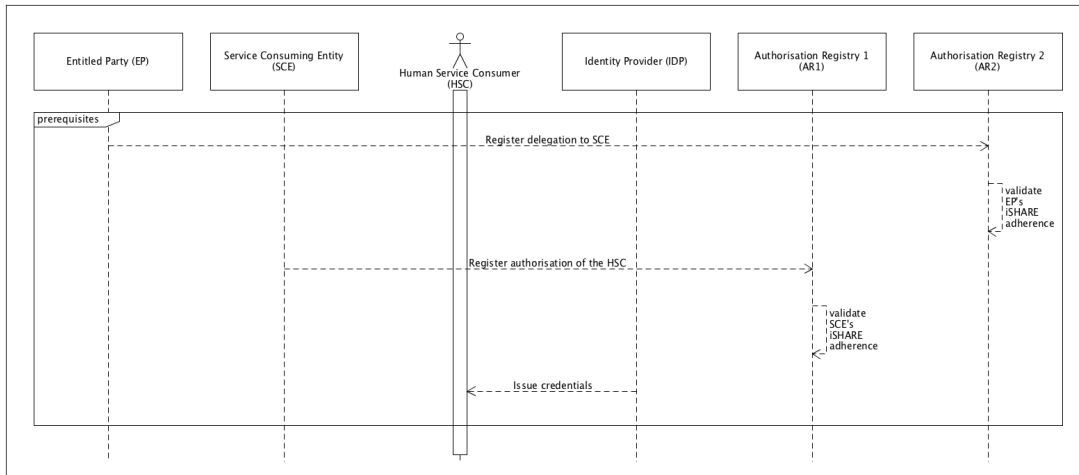 Entitled Party (EP)
Service Consuming Entity
(SCE)
Human Service Consumer
(HSC)
Identity Provider (IDP)
Authorisation Registry 1
(AR1)
Authorisation Registry 2
(AR2)
prerequisites
Register delegation to SCE
validate
EP's
iSHARE
adherence
Register authorisation of the HSC
validate
SCE's
iSHARE
adherence
Issue credentials